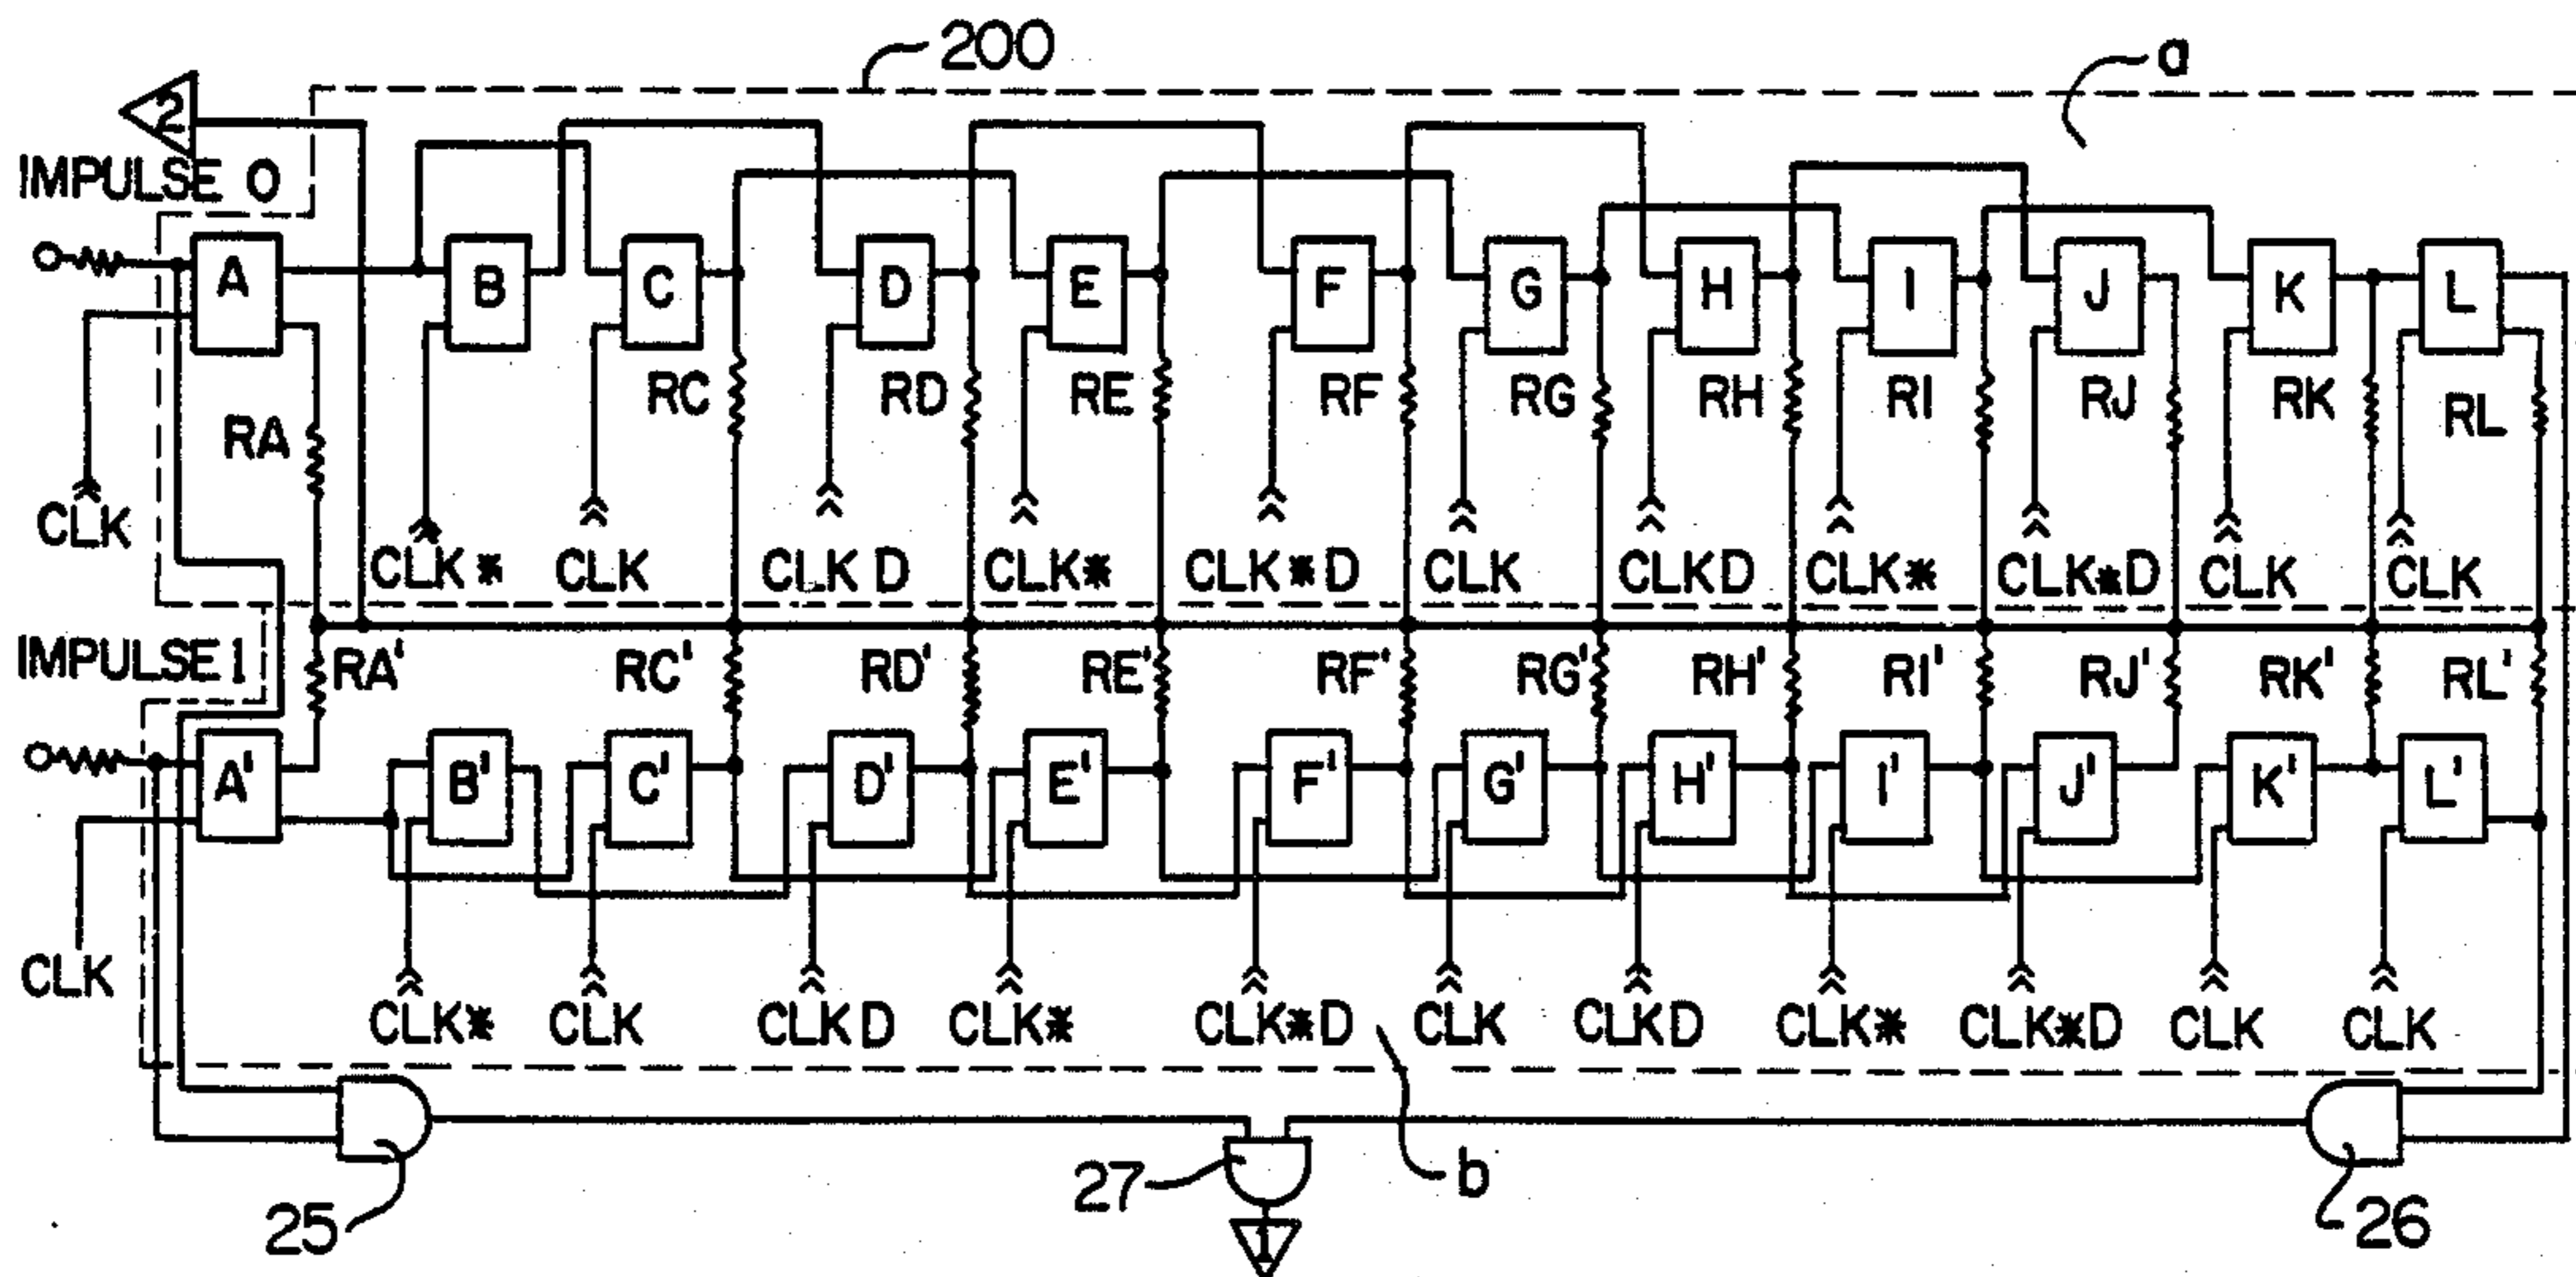 200
a
2
IMPULSE 0
A B C D E F G H I J K L
RA RC RD RE RF RG RH RI RJ RK RL
CLK CLK* CLK CLK D CLK* CLK*D CLK CLKD CLK* CLK*D CLK CLK
IMPULSE 1
RA' RC' RD' RE' RF' RG' RH' RI' RJ' RK' RL'
A' B' C' D' E' F' G' H' I' J' K' L'
CLK CLK* CLK CLKD CLK* CLK*D CLK CLKD CLK* CLK*D CLK CLK
25 27 b 26
1